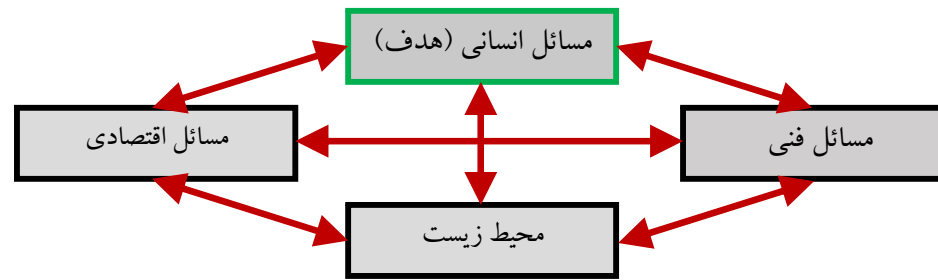 مسائل انسانی (هدف)
مسائل فنی
مسائل اقتصادی
محیط زیست